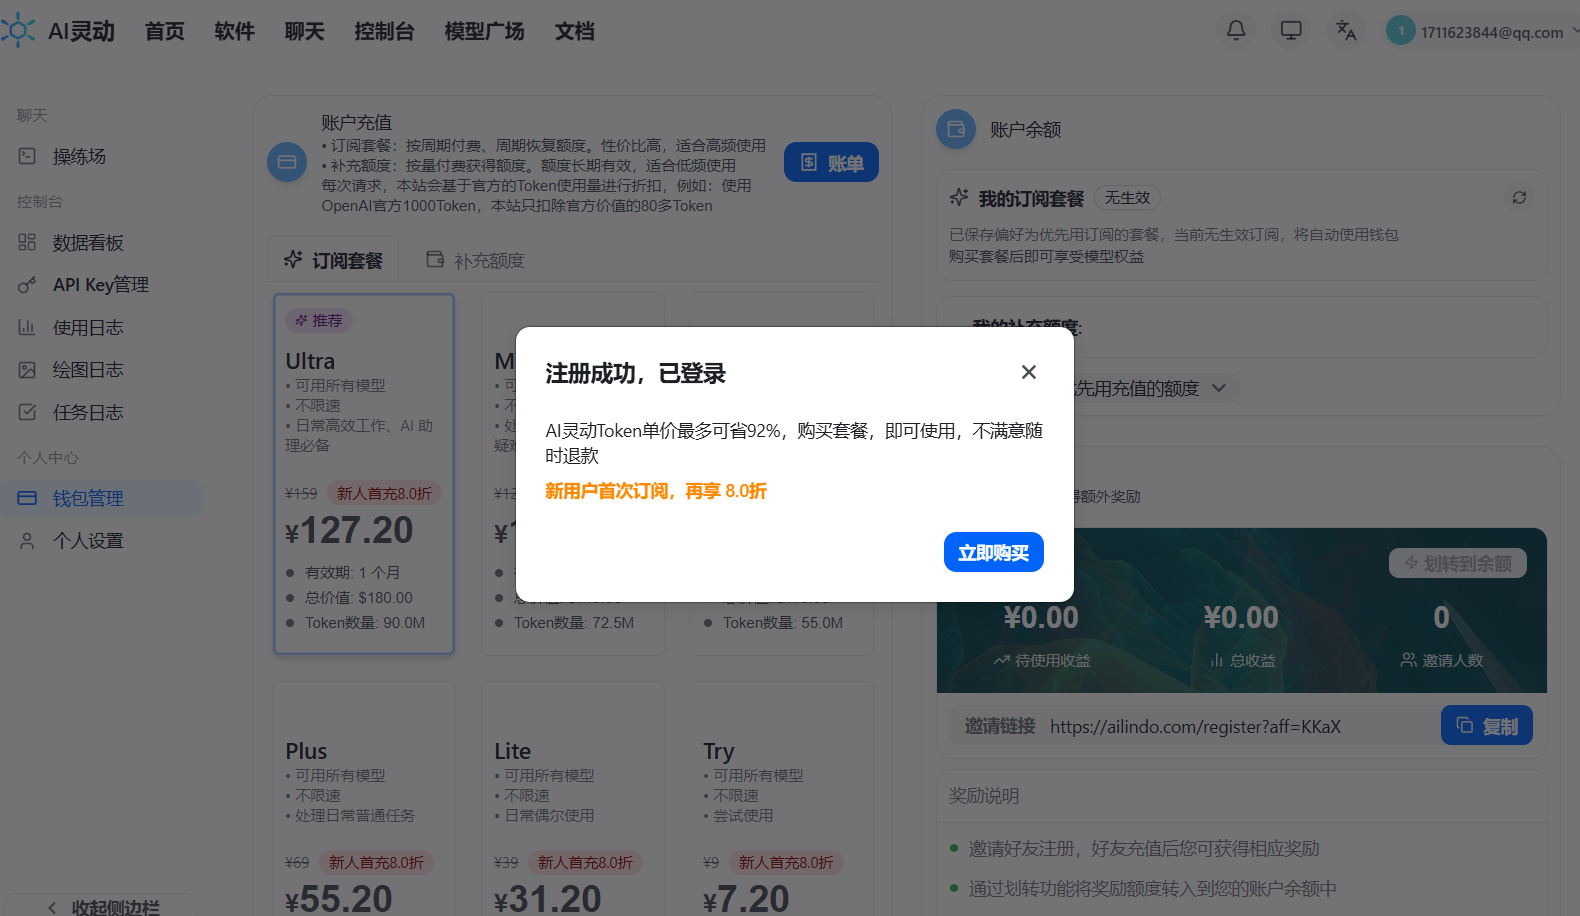 AI灵动
首页
软件
聊天
控制台
模型广场
文档
1
1711623844@qq.com
聊天
操练场
控制台
数据看板
API Key管理
使用日志
绘图日志
任务日志
个人中心
钱包管理
个人设置
收起侧边栏
账户充值
• 订阅套餐：按周期付费、周期恢复额度。性价比高，适合高频使用
• 补充额度：按量付费获得额度。额度长期有效，适合低频使用
每次请求，本站会基于官方的Token使用量进行折扣，例如：使用
OpenAI官方1000Token，本站只扣除官方价值的80多Token
账单
订阅套餐
补充额度
推荐
Ultra
• 可用所有模型
• 不限速
• 日常高效工作、AI 助
理必备
¥159
新人首充8.0折
¥127.20
有效期: 1 个月
总价值: $180.00
Token数量: 90.0M
Token数量: 72.5M
Token数量: 55.0M
Plus
• 可用所有模型
• 不限速
• 处理日常普通任务
¥69
新人首充8.0折
¥55.20
Lite
• 可用所有模型
• 不限速
• 日常偶尔使用
¥39
新人首充8.0折
¥31.20
Try
• 可用所有模型
• 不限速
• 尝试使用
¥9
新人首充8.0折
¥7.20
注册成功，已登录
AI灵动Token单价最多可省92%，购买套餐，即可使用，不满意随
时退款
新用户首次订阅，再享 8.0折
立即购买
账户余额
我的订阅套餐
无生效
已保存偏好为优先用订阅的套餐，当前无生效订阅，将自动使用钱包
购买套餐后即可享受模型权益
我的补充额度:
先用充值的额度
得额外奖励
划转到余额
¥0.00
¥0.00
0
待使用收益
总收益
邀请人数
邀请链接
https://ailindo.com/register?aff=KKaX
复制
奖励说明
邀请好友注册，好友充值后您可获得相应奖励
通过划转功能将奖励额度转入到您的账户余额中